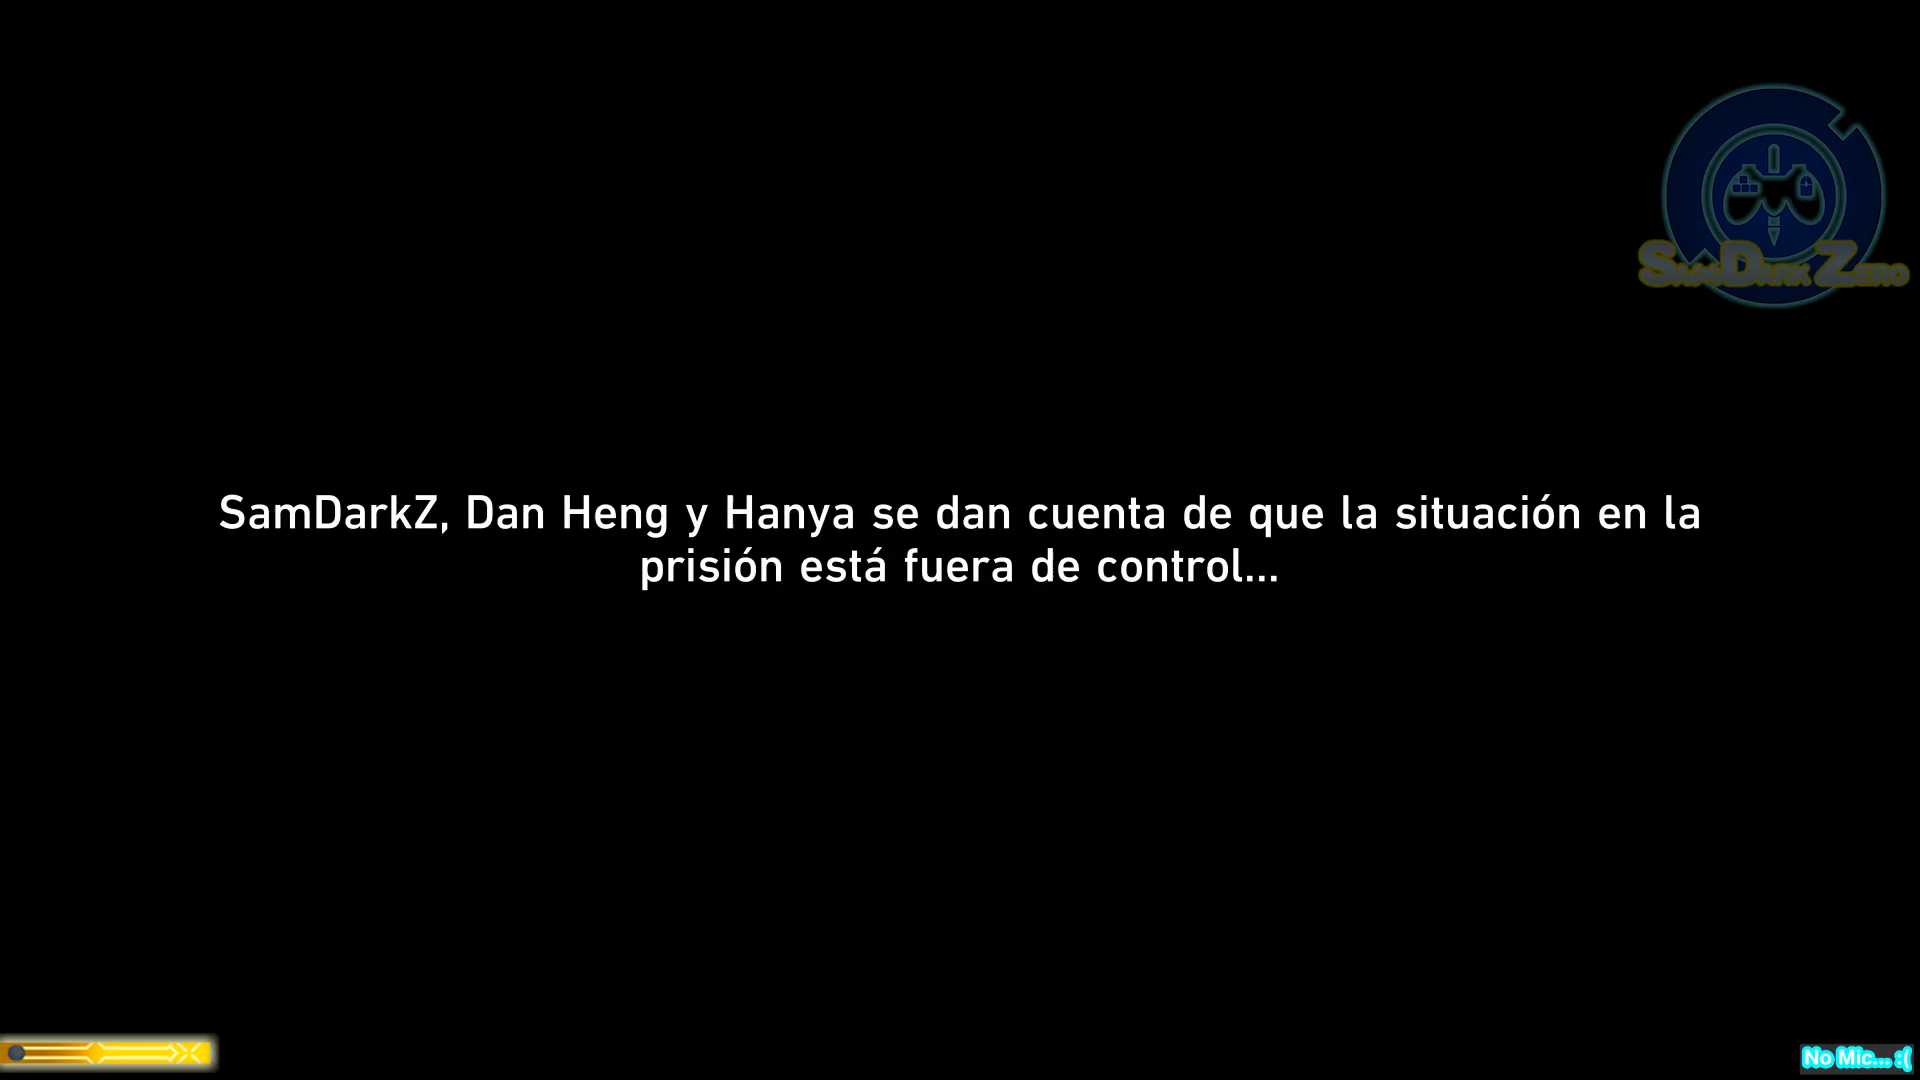 SamDark Zero
SamDarkZ, Dan Heng y Hanya se dan cuenta de que la situación en la
prisión está fuera de control...
No Mic... :(